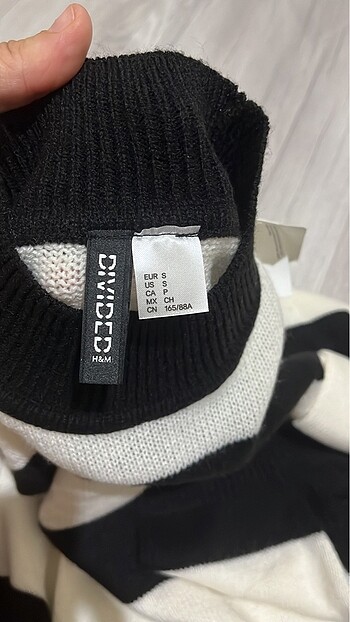 DIVIDED
H&M
EUR S
US S
CA P
MX CH
CN 165/88A